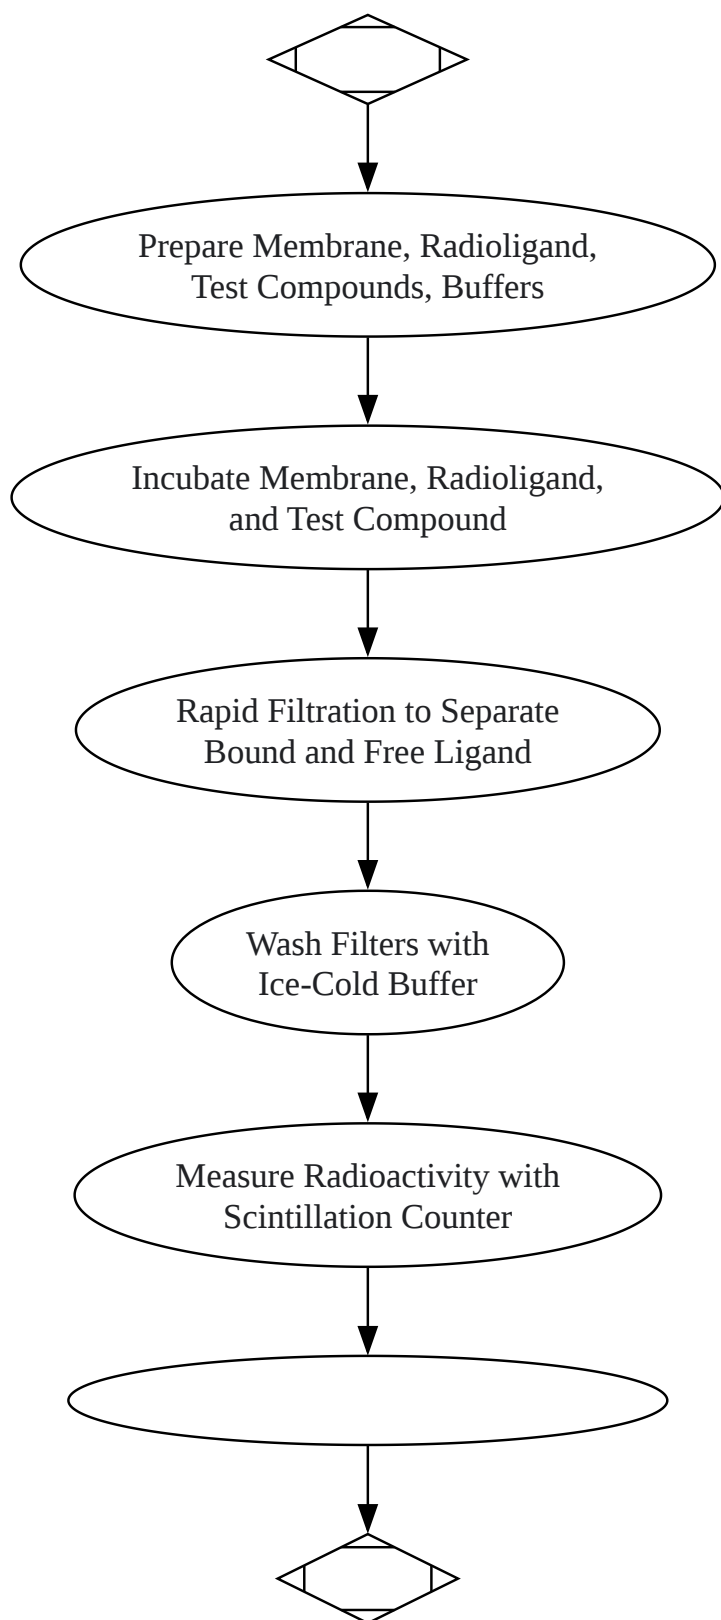 Prepare Membrane, Radioligand,
Test Compounds, Buffers
Incubate Membrane, Radioligand,
and Test Compound
Rapid Filtration to Separate
Bound and Free Ligand
Wash Filters with
Ice-Cold Buffer
Measure Radioactivity with
Scintillation Counter